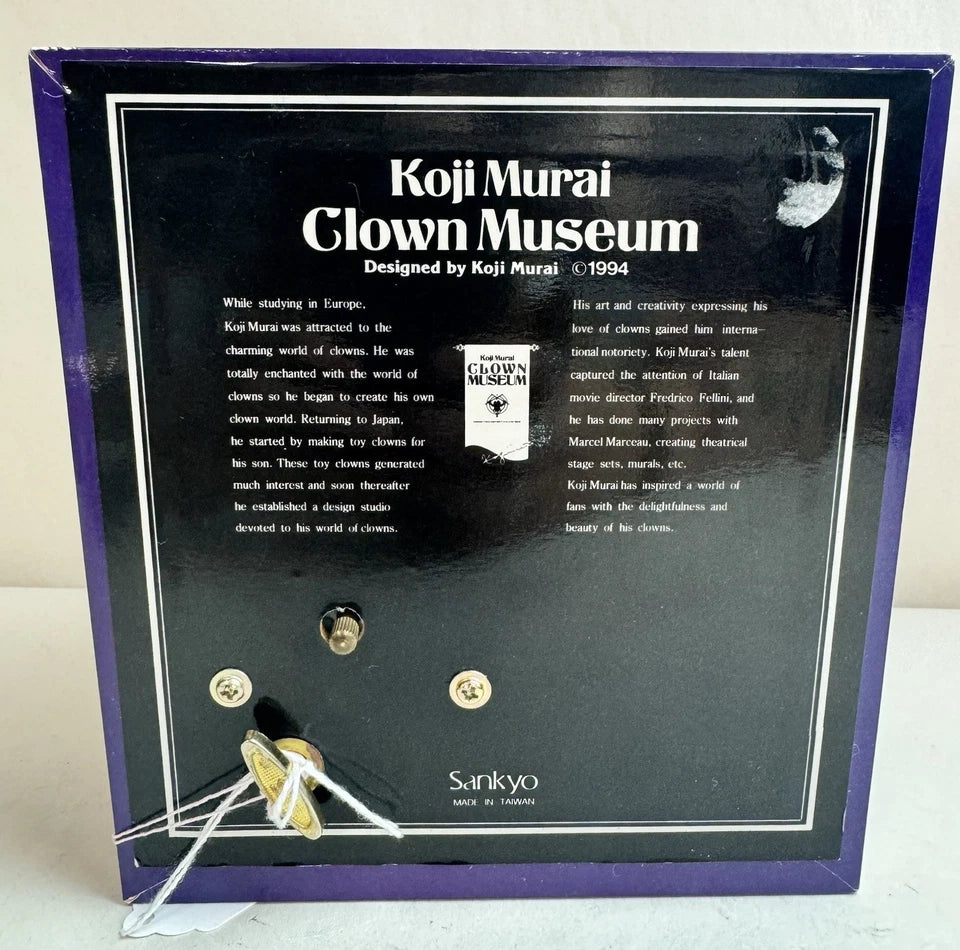 Koji Murai
Clown Museum
Designed by Koji Murai ©1994
While studying in Europe,
Koji Murai was attracted to the
charming world of clowns. He was
totally enchanted with the world of
clowns so he began to create his own
clown world. Returning to Japan,
he started by making toy clowns for
his son. These toy clowns generated
much interest and soon thereafter
he established a design studio
devoted to his world of clowns.
Koji Murai
CLOWN
MUSEUM
His art and creativity expressing his
love of clowns gained him interna-
tional notoriety. Koji Murai's talent
captured the attention of Italian
movie director Fredrico Fellini, and
he has done many projects with
Marcel Marceau, creating theatrical
stage sets, murals, etc.
Koji Murai has inspired a world of
fans with the delightfulness and
beauty of his clowns.
Sankyo
MADE IN TAIWAN